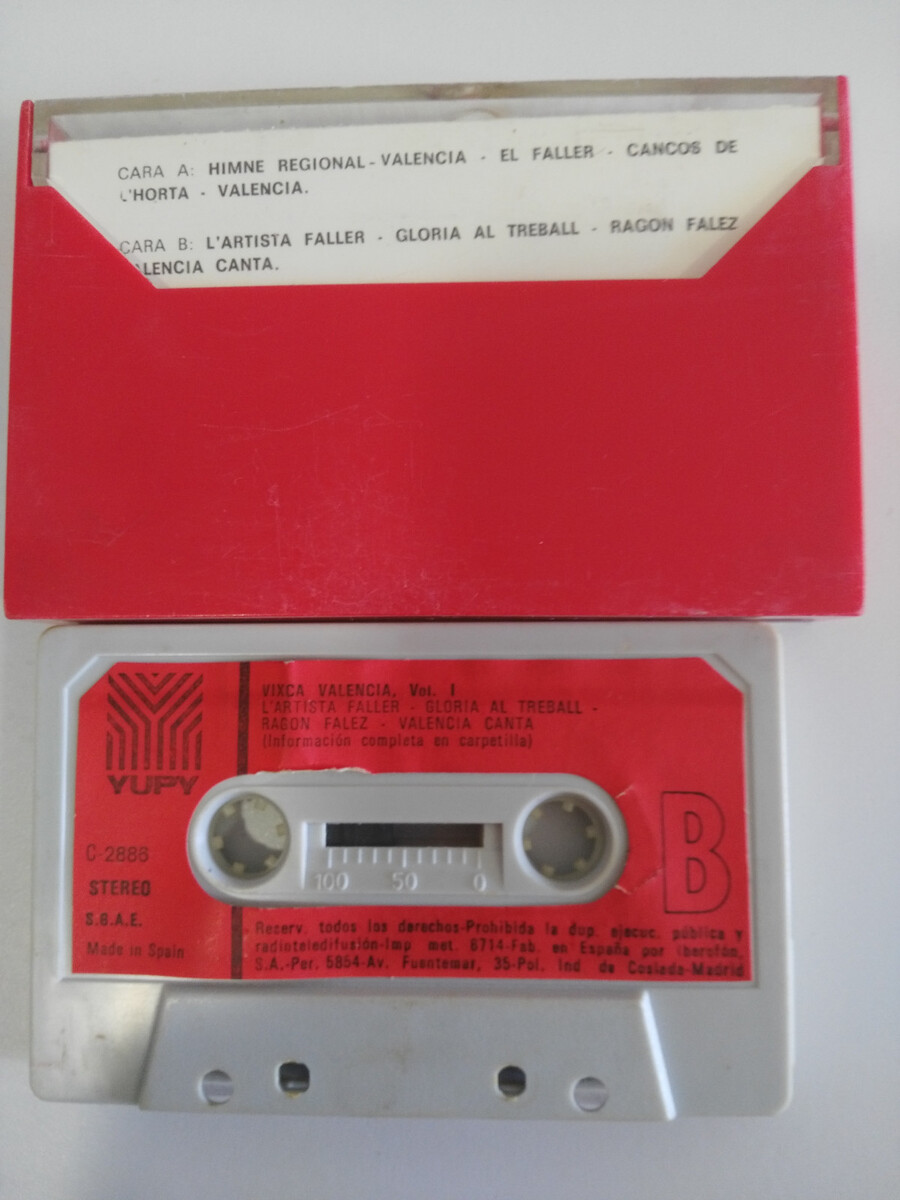 CARA A: HIMNE REGIONAL-VALENCIA - EL FALLER - CANCOS DE
L'HORTA - VALENCIA.
CARA B: L'ARTISTA FALLER - GLORIA AL TREBALL - RAGON FALEZ
ALENCIA CANTA.
VIXCA VALENCIA, Vol. I
L'ARTISTA FALLER - GLORIA AL TREBALL -
RAGON FALEZ - VALENCIA CANTA
(Información completa en carpetilla)
YUPY
B
C-2886
STEREO
S.G.A.E.
Made in Spain
100 50 0
Reserv. todos los derechos-Prohibida la dup. ejecuc. pública y
radioteledifusión-Imp met. 6714-Fab. en España por Iberofón,
S.A.-Per. 5854-Av. Fuentemar, 35-Pol. Ind de Coslada-Madrid